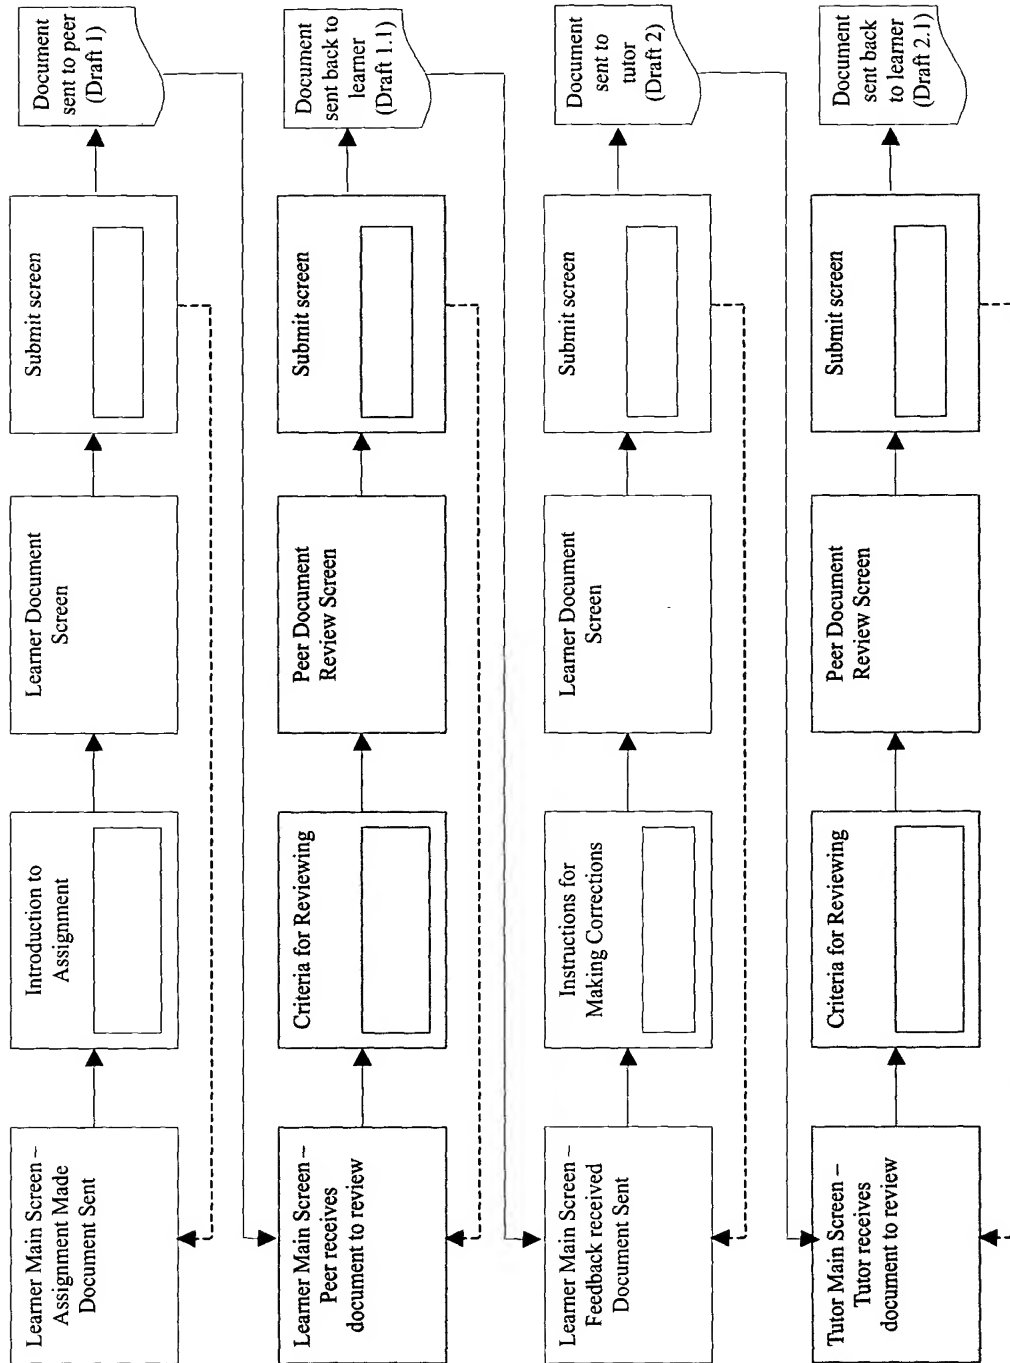 Learner Main Screen –
Assignment Made
Document Sent
Introduction to
Assignment
Learner Document
Screen
Submit screen
Document
sent to peer
(Draft 1)
Learner Main Screen –
Peer receives
document to review
Criteria for Reviewing
Peer Document
Review Screen
Submit screen
Document
sent back to
learner
(Draft 1.1)
Learner Main Screen –
Feedback received
Document Sent
Instructions for
Making Corrections
Learner Document
Screen
Submit screen
Document
sent to
tutor
(Draft 2)
Tutor Main Screen –
Tutor receives
document to review
Criteria for Reviewing
Peer Document
Review Screen
Submit screen
Document
sent back
to learner
(Draft 2.1)